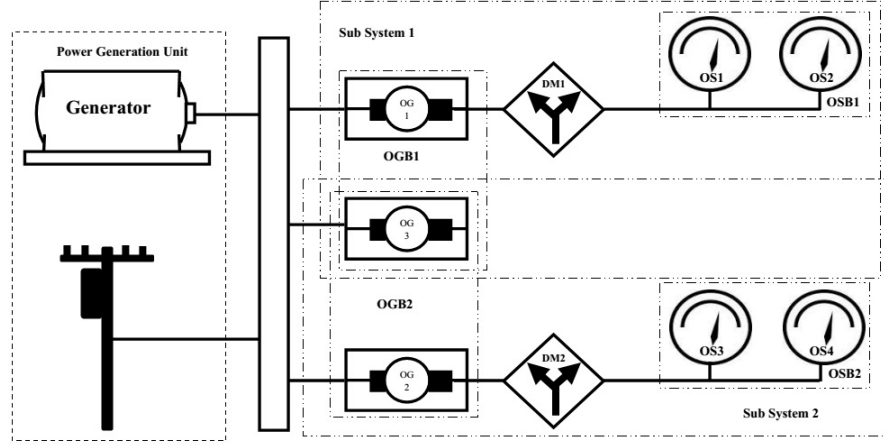 Sub System 1
Power Generation Unit
Generator
OG
1
DM1
OS1
OS2
OSB1
OGB1
OG
3
OGB2
OG
2
DM2
OS3
OS4
OSB2
Sub System 2